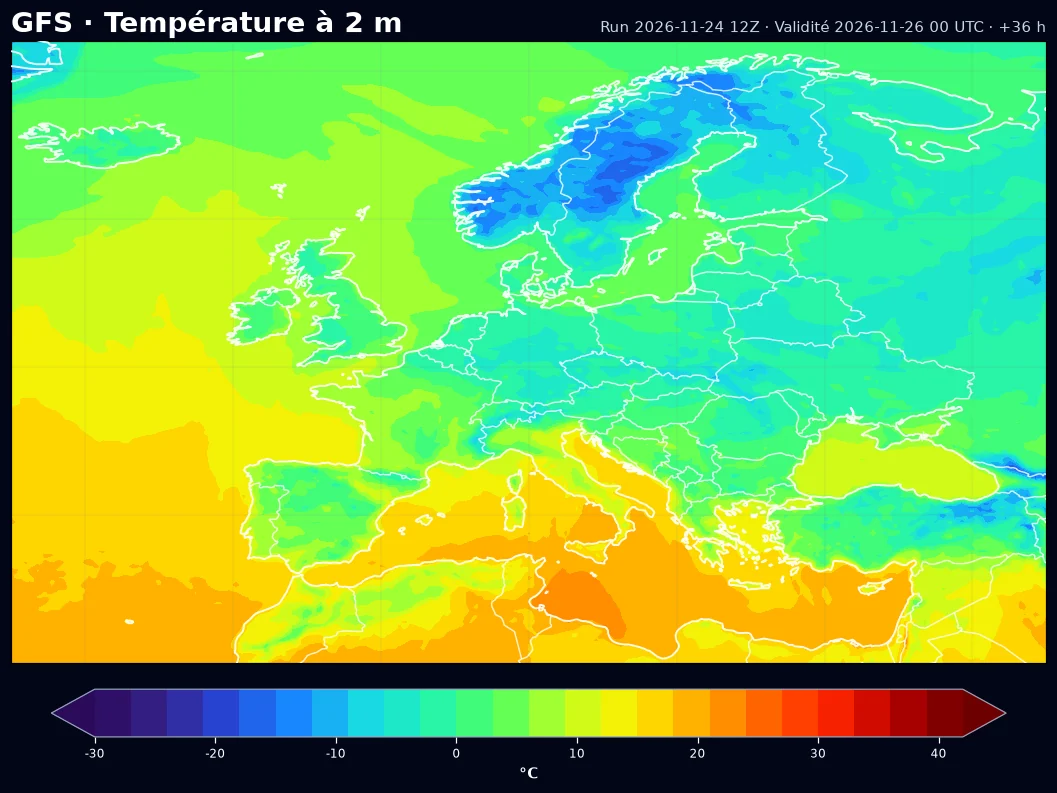 GFS · Température à 2 m
Run 2026-11-24 12Z · Validité 2026-11-26 00 UTC · +36 h
-30 -20 -10 0 10 20 30 40
°C